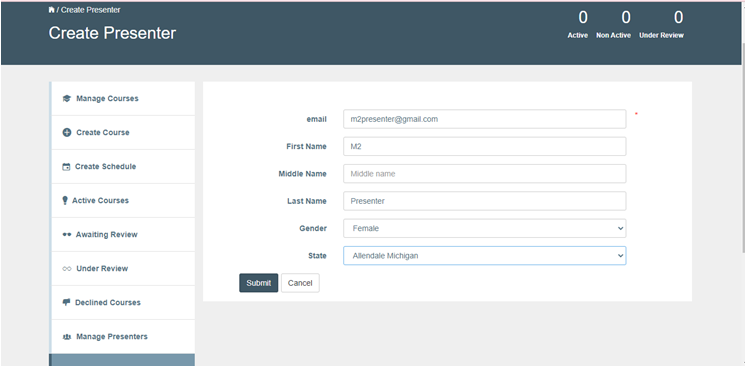 / Create Presenter
Create Presenter
0 0 0
Active Non Active Under Review
Manage Courses
Create Course
Create Schedule
Active Courses
Awaiting Review
Under Review
Declined Courses
Manage Presenters
email m2presenter@gmail.com *
First Name M2
Middle Name Middle name
Last Name Presenter
Gender Female
State Allendale Michigan
Submit Cancel